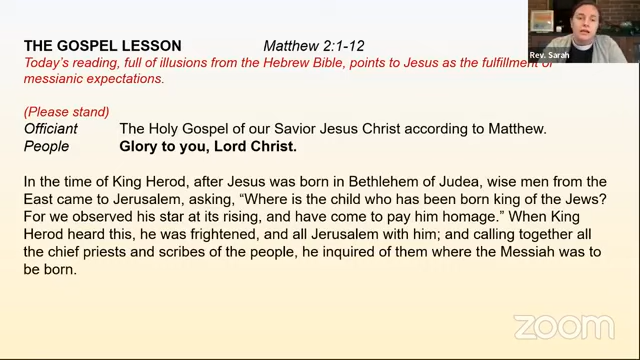 THE GOSPEL LESSON Matthew 2:1-12
Today's reading, full of illusions from the Hebrew Bible, points to Jesus as the fulfillment of
messianic expectations.
(Please stand)
Officiant The Holy Gospel of our Savior Jesus Christ according to Matthew.
People Glory to you, Lord Christ.
In the time of King Herod, after Jesus was born in Bethlehem of Judea, wise men from the
East came to Jerusalem, asking, “Where is the child who has been born king of the Jews?
For we observed his star at its rising, and have come to pay him homage.” When King
Herod heard this, he was frightened, and all Jerusalem with him; and calling together all
the chief priests and scribes of the people, he inquired of them where the Messiah was to
be born.
Rev. Sarah
zoom